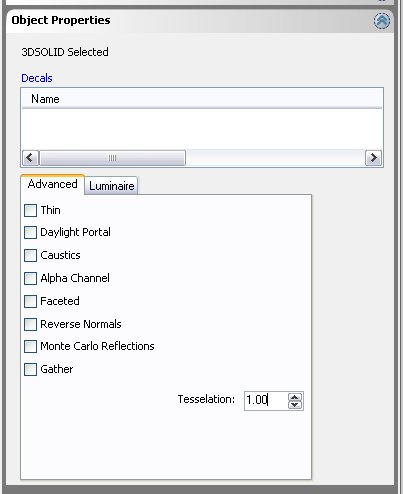 Object Properties
3DSOLID Selected
Decals
Name
Advanced Luminaire
Thin
Daylight Portal
Caustics
Alpha Channel
Faceted
Reverse Normals
Monte Carlo Reflections
Gather
Tesselation: 1.00